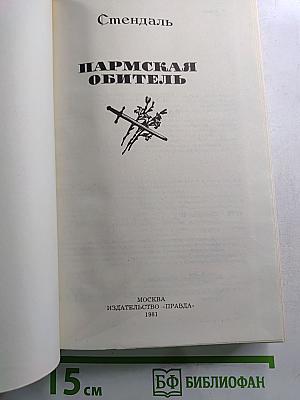 Стендаль
ПАРМСКАЯ
ОБИТЕЛЬ
МОСКВА
ИЗДАТЕЛЬСТВО «ПРАВДА»
1981
15 см
БФ БИБЛИОФАН